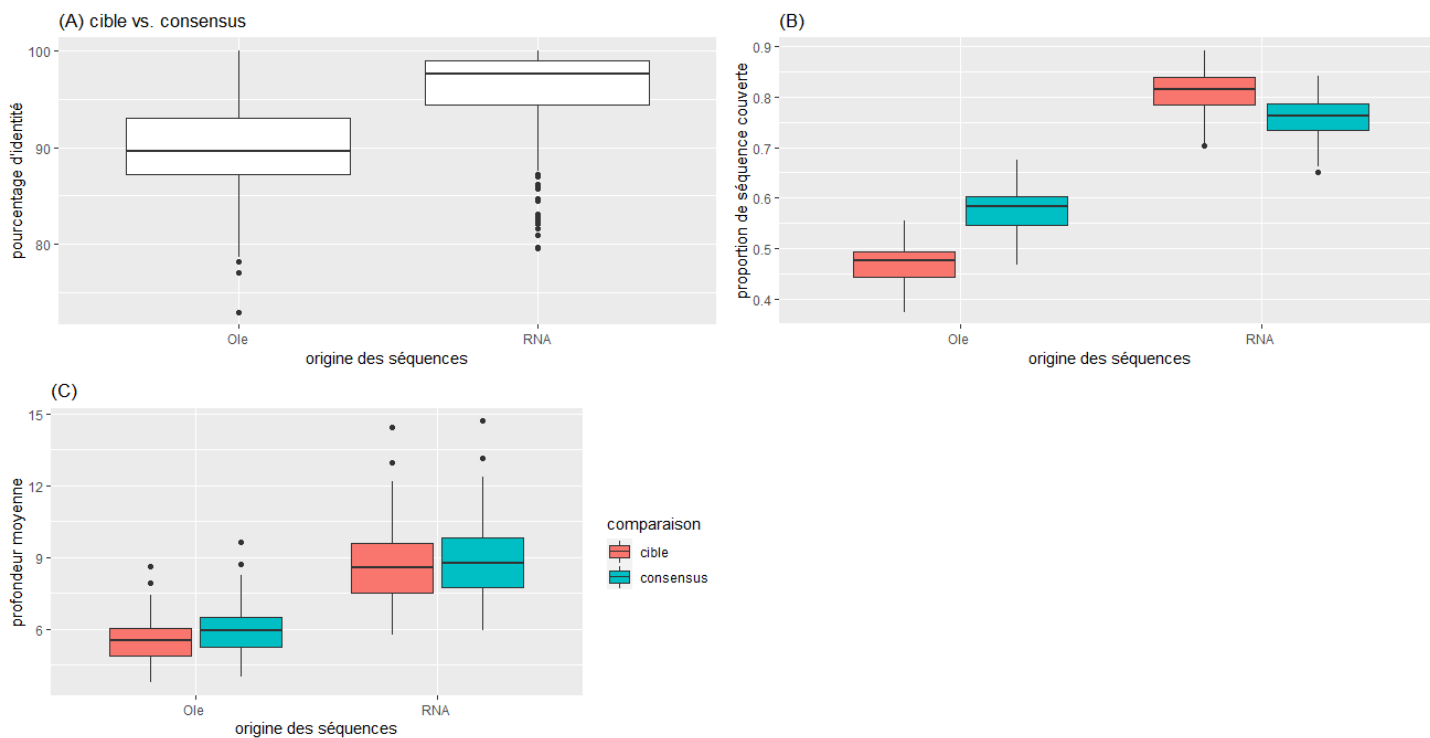 (A) cible vs. consensus
pourcentage d'identité
100
90
80
Ole
RNA
origine des séquences
(B)
proportion de séquence couverte
0.9
0.8
0.7
0.6
0.5
0.4
Ole
RNA
origine des séquences
(C)
profondeur moyenne
15
12
9
6
Ole
RNA
origine des séquences
comparaison
cible
consensus